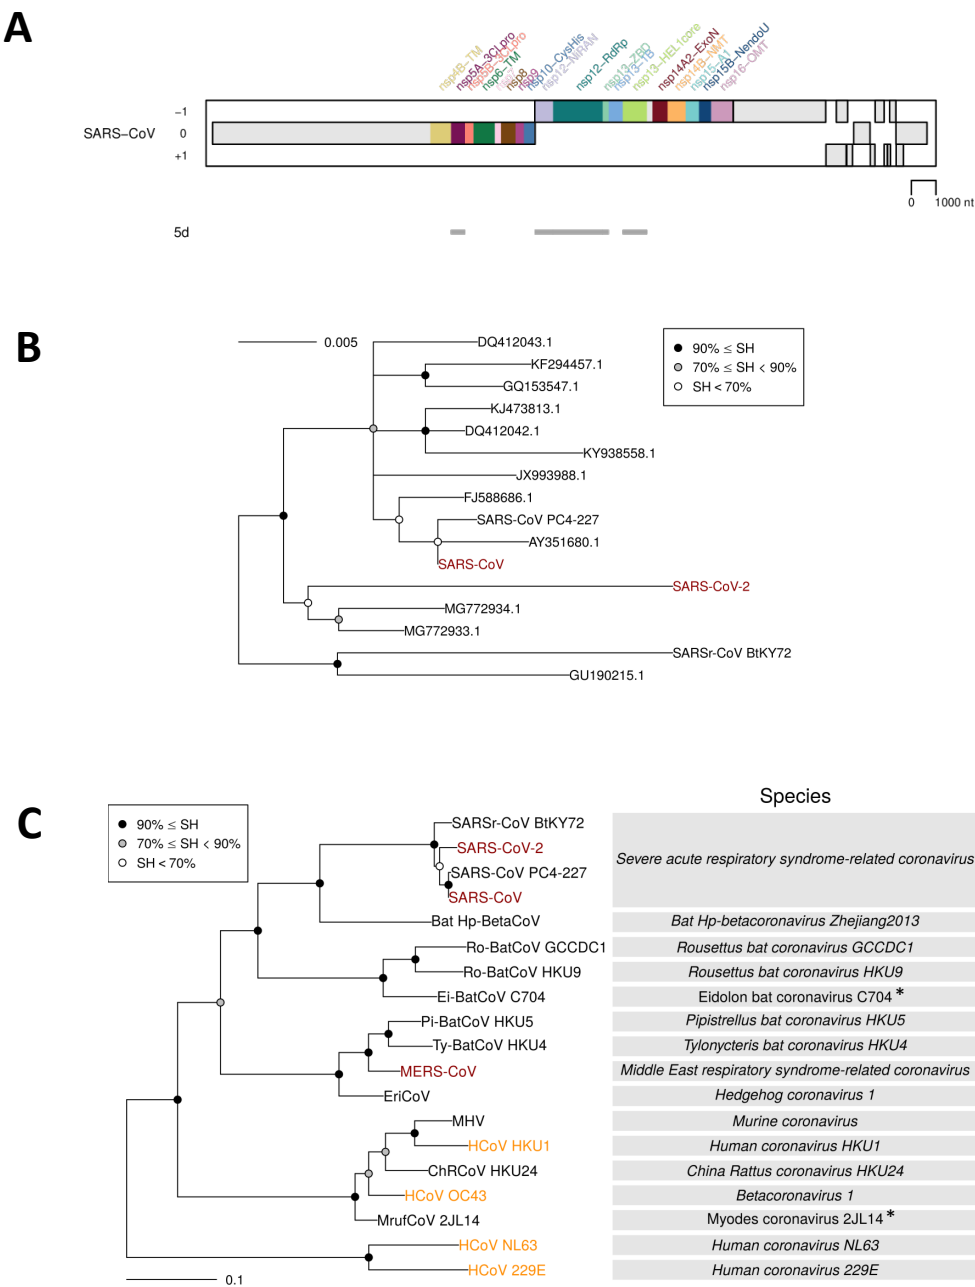 A
nsp4B−TM
nsp5A−3CLpro
nsp5B−3CLpro
nsp6−TM
nsp7
nsp8
nsp9
nsp10−CysHis
nsp12−NiRAN
nsp12−RdRp
nsp13−ZBD
nsp13−1B
nsp13−HEL1core
nsp14A2−ExoN
nsp14B−NMT
nsp15−A1
nsp15B−NendoU
nsp16−OMT
−1
SARS−CoV 0
+1
0 1000 nt
5d
B
0.005
90% ≤ SH
70% ≤ SH < 90%
SH < 70%
DQ412043.1
KF294457.1
GQ153547.1
KJ473813.1
DQ412042.1
KY938558.1
JX993988.1
FJ588686.1
SARS-CoV PC4-227
AY351680.1
SARS-CoV
SARS-CoV-2
MG772934.1
MG772933.1
SARSr-CoV BtKY72
GU190215.1
C
90% ≤ SH
70% ≤ SH < 90%
SH < 70%
Species
SARSr-CoV BtKY72
SARS-CoV-2
Severe acute respiratory syndrome-related coronavirus
SARS-CoV PC4-227
SARS-CoV
Bat Hp-BetaCoV Bat Hp-betacoronavirus Zhejiang2013
Ro-BatCoV GCCDC1 Rousettus bat coronavirus GCCDC1
Ro-BatCoV HKU9 Rousettus bat coronavirus HKU9
Ei-BatCoV C704 Eidolon bat coronavirus C704 *
Pi-BatCoV HKU5 Pipistrellus bat coronavirus HKU5
Ty-BatCoV HKU4 Tylonycteris bat coronavirus HKU4
MERS-CoV Middle East respiratory syndrome-related coronavirus
EriCoV Hedgehog coronavirus 1
MHV Murine coronavirus
HCoV HKU1 Human coronavirus HKU1
ChRCoV HKU24 China Rattus coronavirus HKU24
HCoV OC43 Betacoronavirus 1
MrufCoV 2JL14 Myodes coronavirus 2JL14 *
HCoV NL63 Human coronavirus NL63
HCoV 229E Human coronavirus 229E
0.1